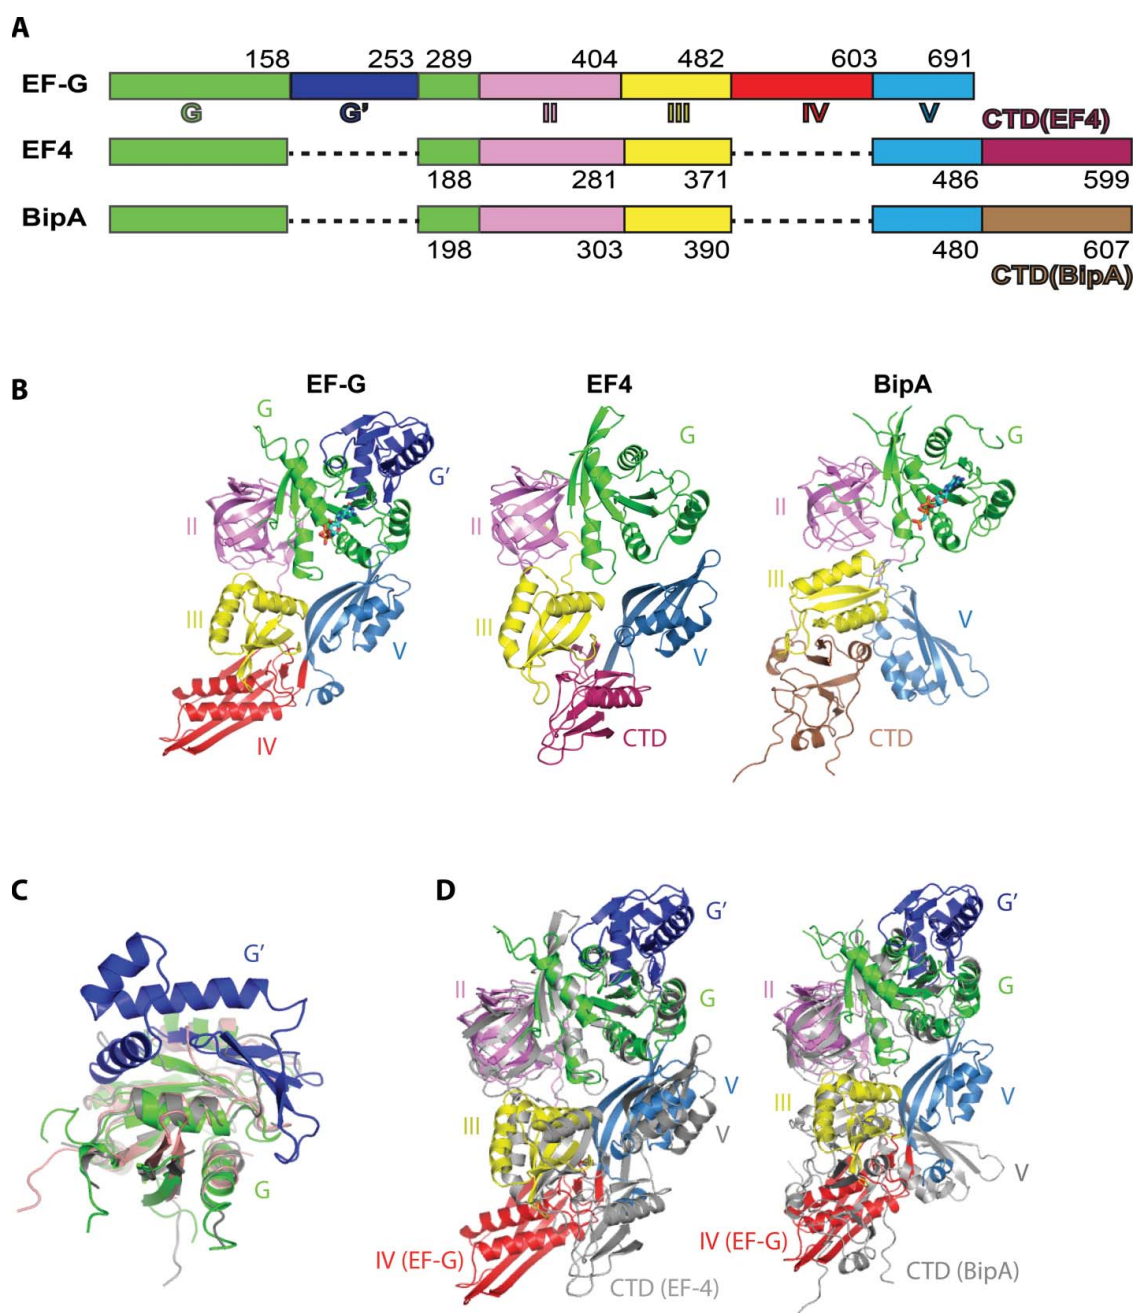 A
158 253 289 404 482 603 691
EF-G
G G' II III IV V CTD(EF4)
EF4
188 281 371 486 599
BipA
198 303 390 480 607
CTD(BipA)
B
EF-G EF4 BipA
G G' II III V IV
G II III V CTD
G II III V CTD
C
G'
G
D
G' II G V III V IV (EF-G) CTD (EF-4)
G' II G V III V IV (EF-G) CTD (BipA)